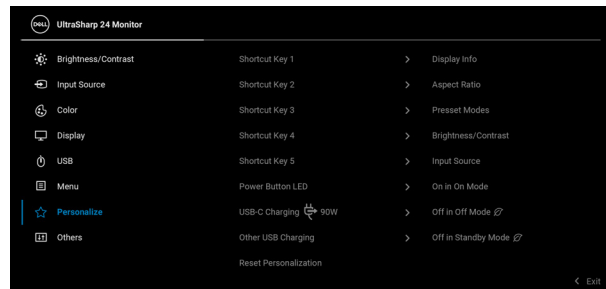 DELL UltraSharp 24 Monitor
Brightness/Contrast Shortcut Key 1 > Display Info
Input Source Shortcut Key 2 > Aspect Ratio
Color Shortcut Key 3 > Presset Modes
Display Shortcut Key 4 > Brightness/Contrast
USB Shortcut Key 5 > Input Source
Menu Power Button LED > On in On Mode
Personalize USB-C Charging 90W > Off in Off Mode
Others Other USB Charging > Off in Standby Mode
Reset Personalization
< Exit